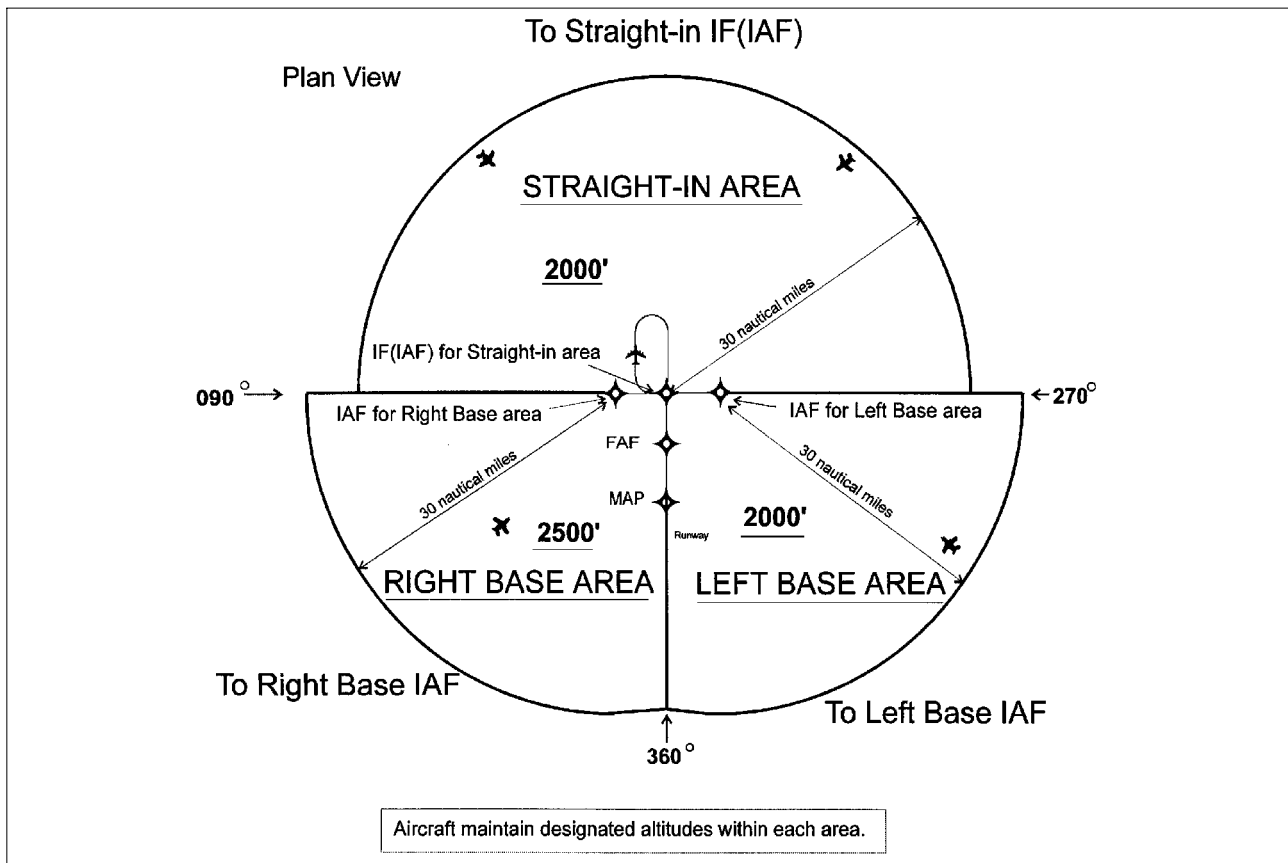 To Straight-in IF(IAF)
Plan View
STRAIGHT-IN AREA
2000'
30 nautical miles
IF(IAF) for Straight-in area
090°
270°
IAF for Right Base area
IAF for Left Base area
FAF
30 nautical miles
30 nautical miles
MAP
2500'
2000'
Runway
RIGHT BASE AREA
LEFT BASE AREA
To Right Base IAF
To Left Base IAF
360°
Aircraft maintain designated altitudes within each area.